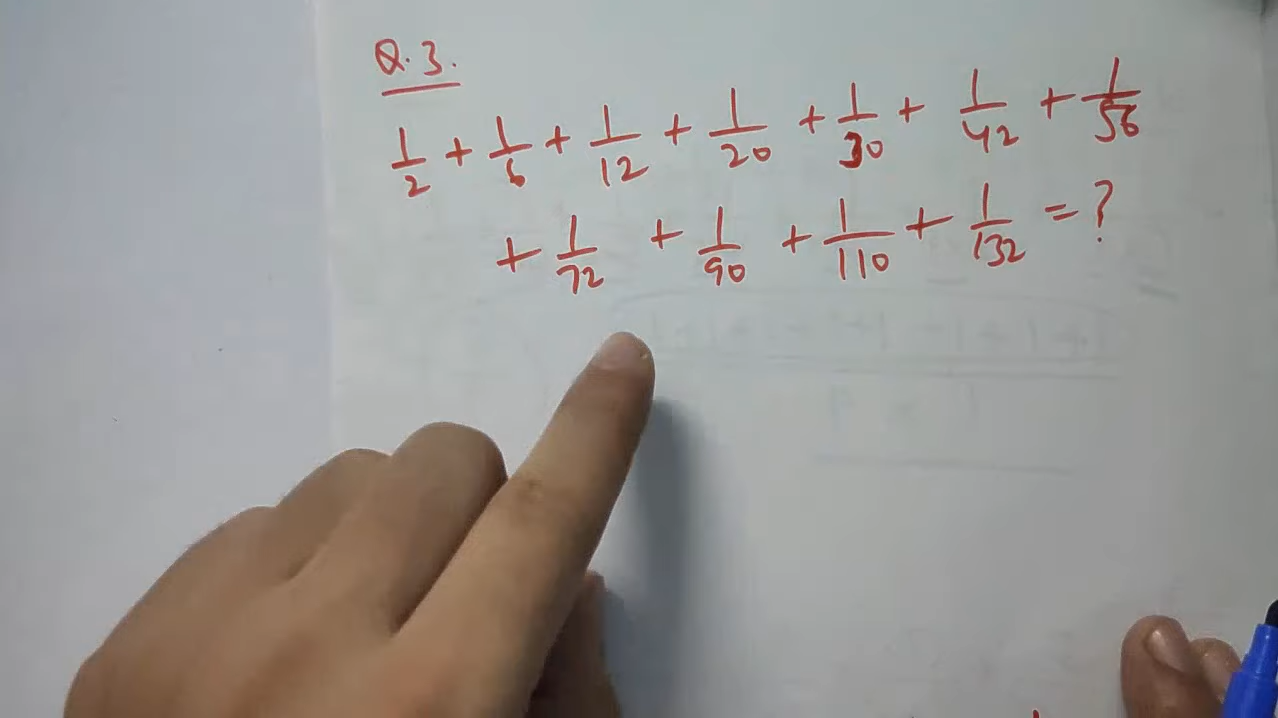 Q.3.
1/2 + 1/6 + 1/12 + 1/20 + 1/30 + 1/42 + 1/56
+ 1/72 + 1/90 + 1/110 + 1/132 = ?